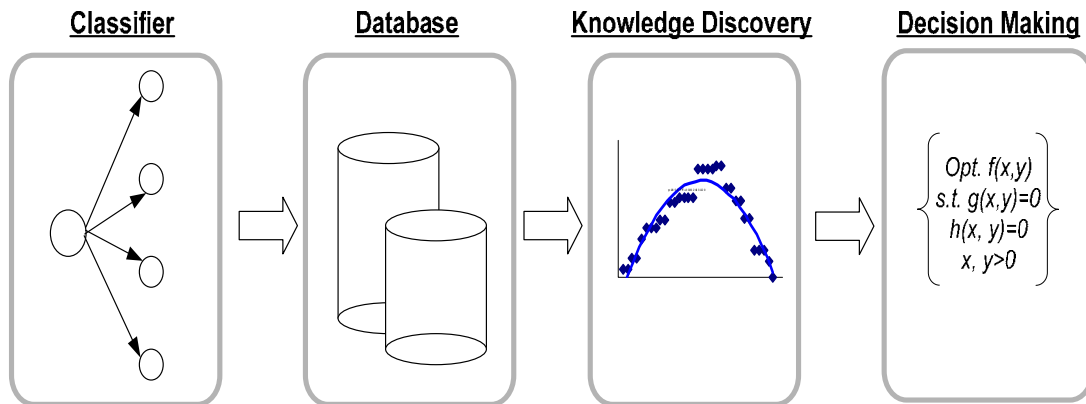 Classifier
Database
Knowledge Discovery
Decision Making
Opt. f(x,y)
s.t. g(x,y)=0
h(x, y)=0
x, y>0